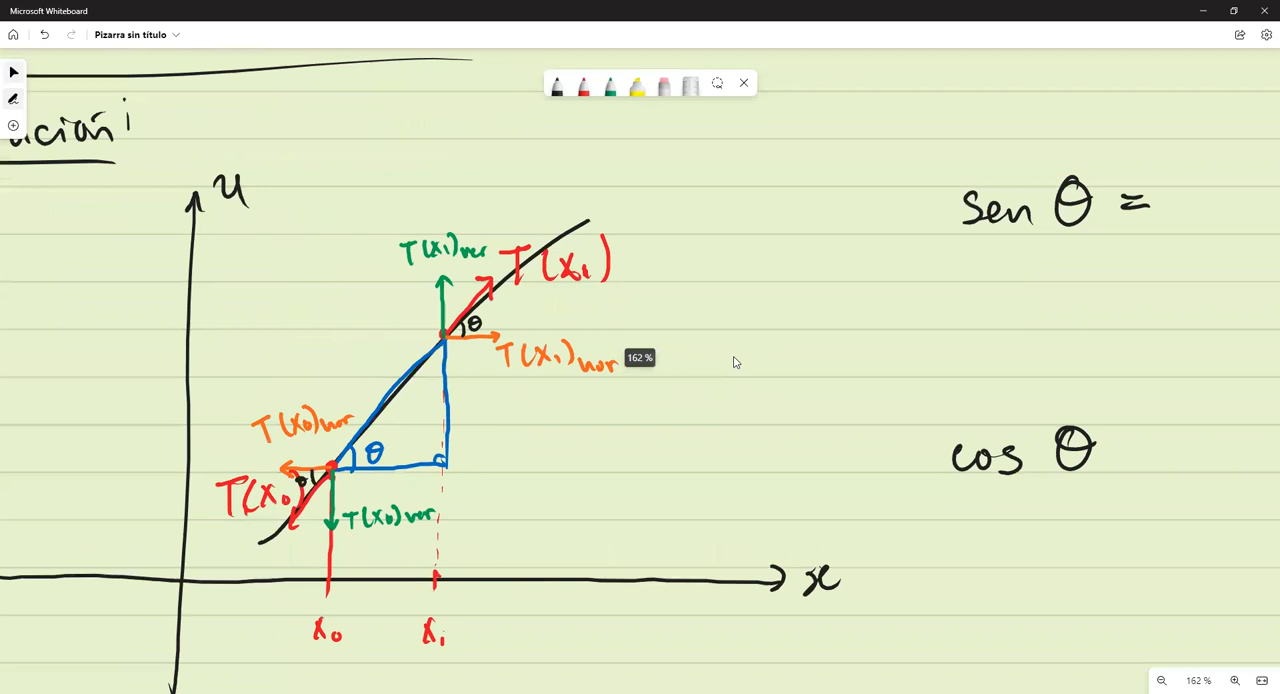 Microsoft Whiteboard
Pizarra sin título
ación
u
sen θ =
T(x₁)ver
T(x₁)
θ
T(x₁)hor
162 %
T(x₀)hor
θ
cos θ
T(x₀)
θ
T(x₀)ver
x
x₀
x₁
162 %